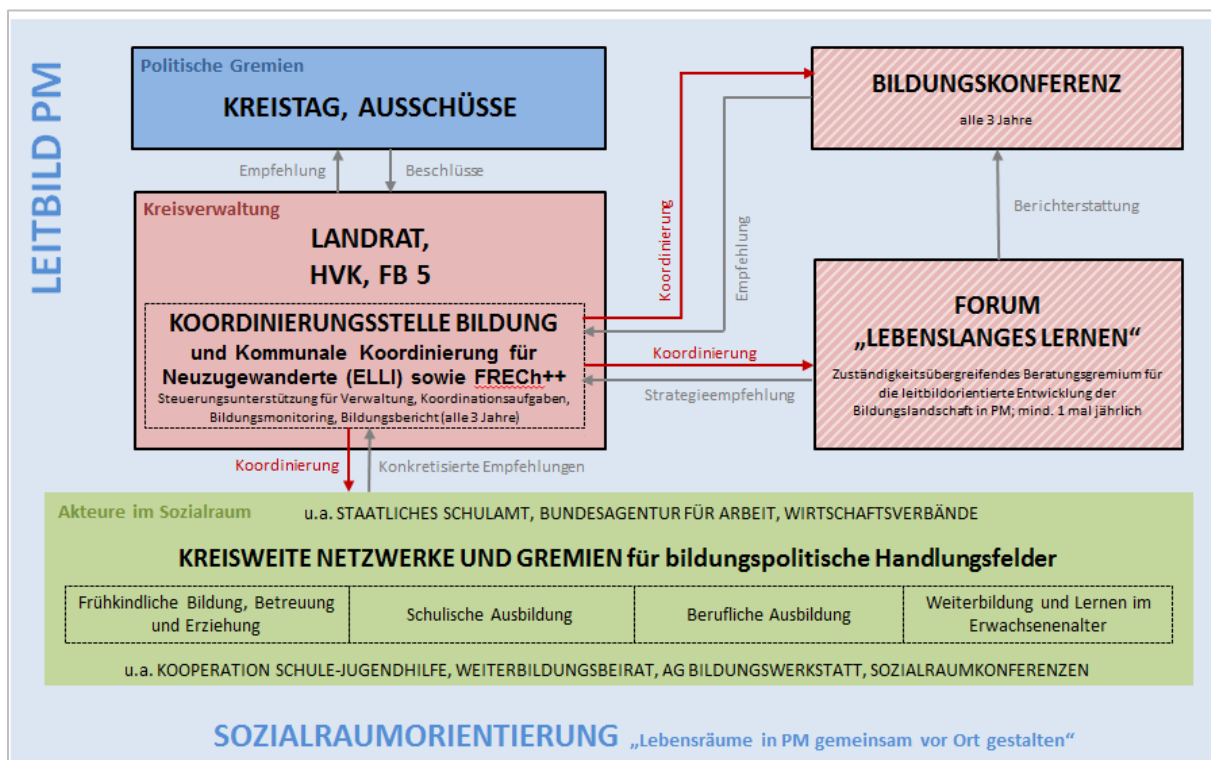 LEITBILD PM
Politische Gremien
KREISTAG, AUSSCHÜSSE
Empfehlung
Beschlüsse
Kreisverwaltung
LANDRAT,
HVK, FB 5
KOORDINIERUNGSSTELLE BILDUNG
und Kommunale Koordinierung für
Neuzugewanderte (ELLI) sowie FRECh++
Steuerungsunterstützung für Verwaltung, Koordinationsaufgaben,
Bildungsmonitoring, Bildungsbericht (alle 3 Jahre)
Koordinierung
Empfehlung
BILDUNGSKONFERENZ
alle 3 Jahre
Berichterstattung
Koordinierung
Strategieempfehlung
FORUM
„LEBENSLANGES LERNEN“
Zuständigkeitsübergreifendes Beratungsgremium für
die leitbildorientierte Entwicklung der
Bildungslandschaft in PM; mind. 1 mal jährlich
Koordinierung
Konkretisierte Empfehlungen
Akteure im Sozialraum
u.a. STAATLICHES SCHULAMT, BUNDESAGENTUR FÜR ARBEIT, WIRTSCHAFTSVERBÄNDE
KREISWEITE NETZWERKE UND GREMIEN für bildungspolitische Handlungsfelder
Frühkindliche Bildung, Betreuung
und Erziehung
Schulische Ausbildung
Berufliche Ausbildung
Weiterbildung und Lernen im
Erwachsenenalter
u.a. KOOPERATION SCHULE-JUGENDHILFE, WEITERBILDUNGSBEIRAT, AG BILDUNGSWERKSTATT, SOZIALRAUMKONFERENZEN
SOZIALRAUMORIENTIERUNG „Lebensräume in PM gemeinsam vor Ort gestalten“